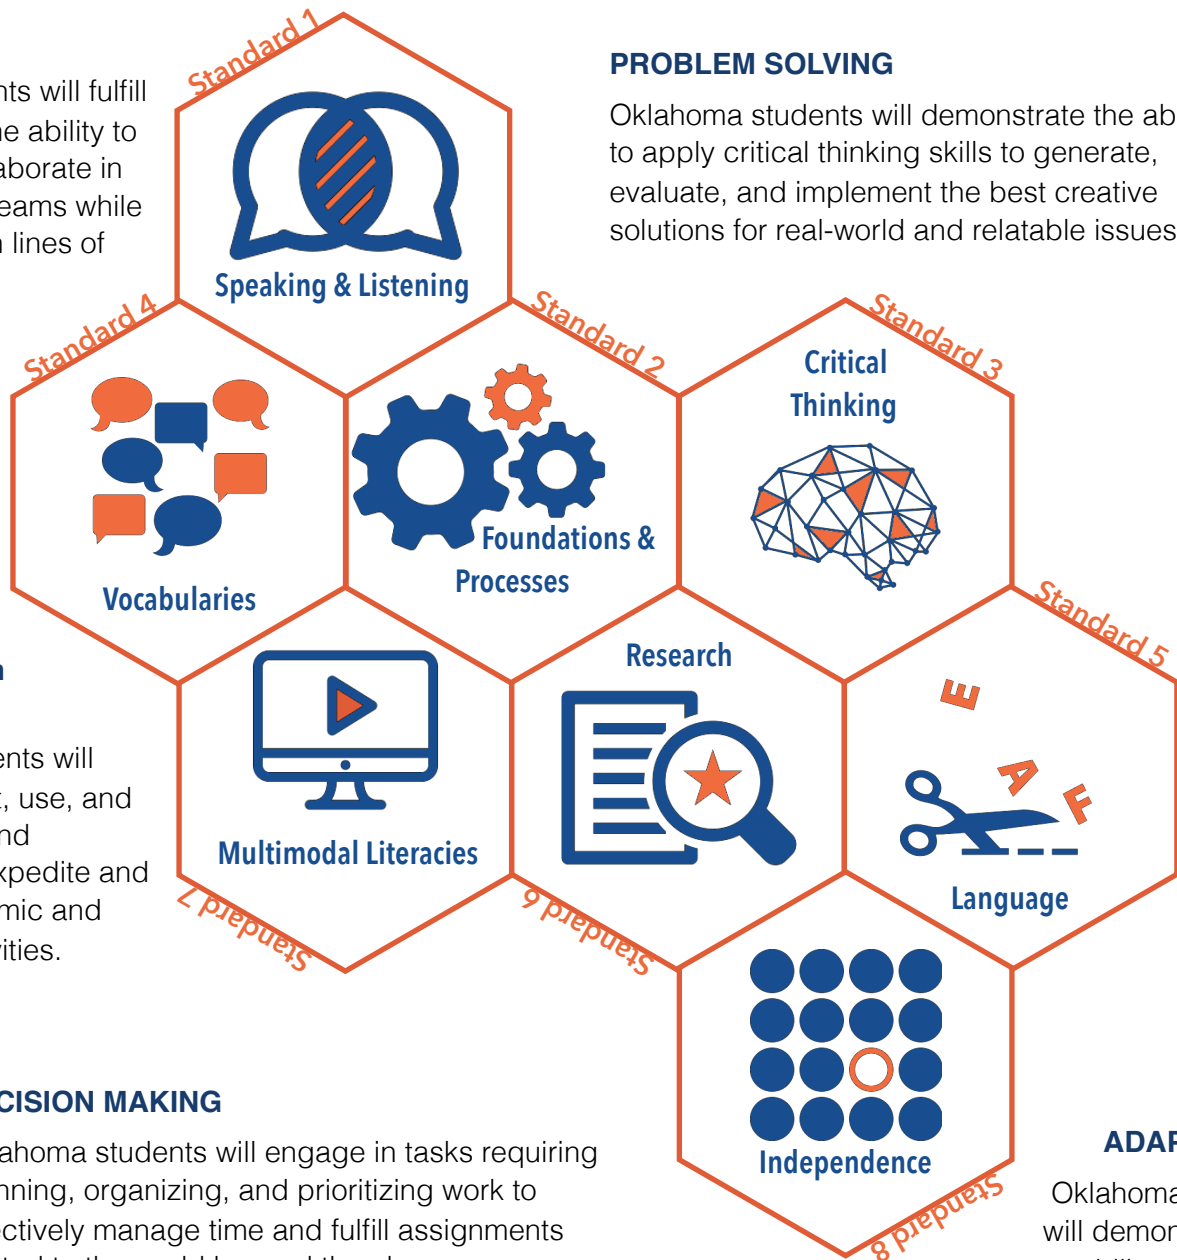 Standard 1
nts will fulfill
ne ability to
aborate in
eams while
n lines of
PROBLEM SOLVING
Oklahoma students will demonstrate the ab
to apply critical thinking skills to generate,
evaluate, and implement the best creative
solutions for real-world and relatable issues
Speaking & Listening
Standard 4
Standard 2
Standard 3
Vocabularies
Foundations &
Processes
Critical
Thinking
Standard 5
ents will
, use, and
nd
xpedite and
mic and
vities.
Multimodal Literacies
Standard 7
Research
Standard 6
E
A
F
Language
Independence
Standard 8
CISION MAKING
ahoma students will engage in tasks requiring
nning, organizing, and prioritizing work to
ectively manage time and fulfill assignments
ADAP
Oklahoma
will demon